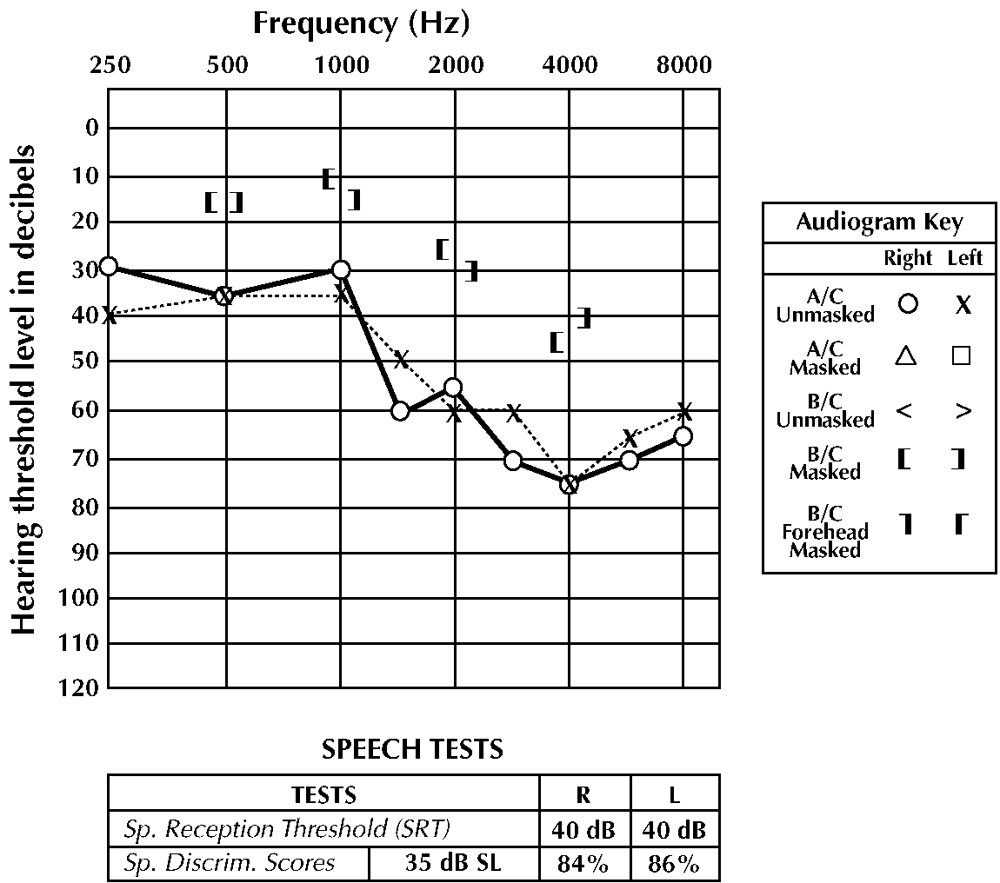 Frequency (Hz)
250 500 1000 2000 4000 8000
Hearing threshold level in decibels
0
10
20
30
40
50
60
70
80
90
100
110
120
Audiogram Key
Right Left
A/C
Unmasked
A/C
Masked
B/C
Unmasked
B/C
Masked
B/C
Forehead
Masked
SPEECH TESTS
TESTS R L
Sp. Reception Threshold (SRT) 40 dB 40 dB
Sp. Discrim. Scores 35 dB SL 84% 86%